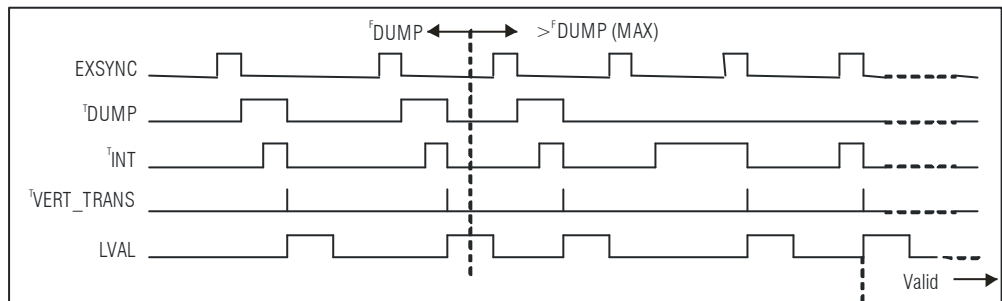 FDUMP >FDUMP (MAX)
EXSYNC
TDUMP
TINT
TVERT_TRANS
LVAL
Valid